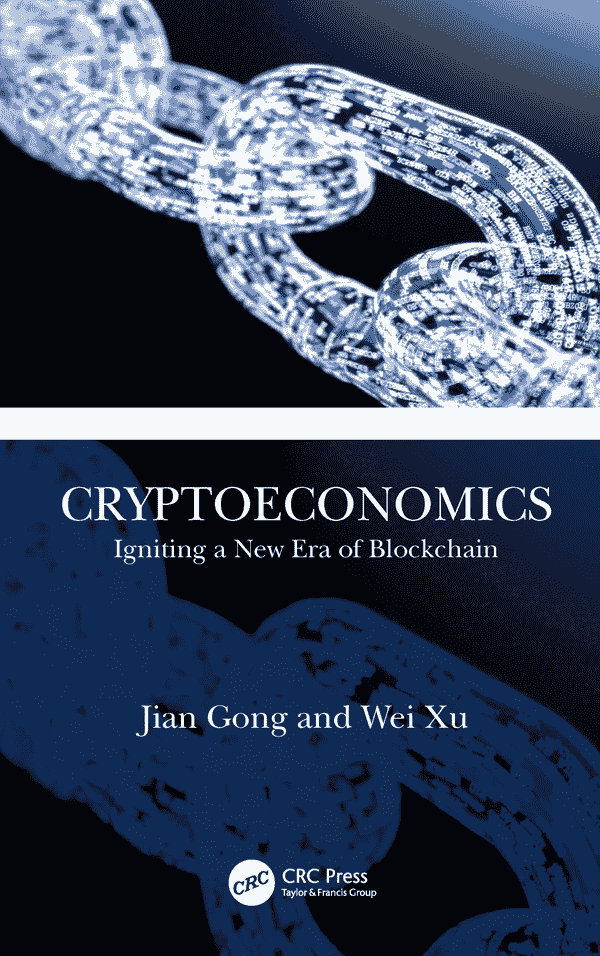 CRYPTOECONOMICS
Igniting a New Era of Blockchain
Jian Gong and Wei Xu
CRC
CRC Press
Taylor & Francis Group